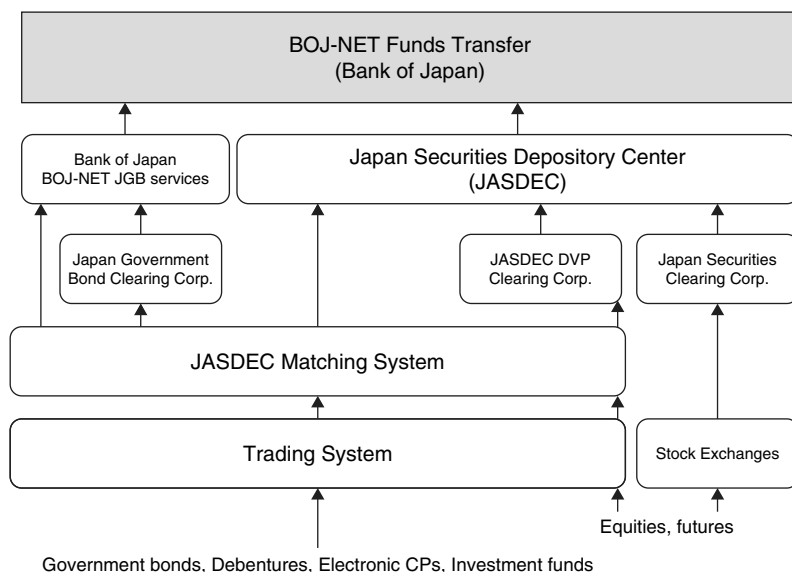 BOJ-NET Funds Transfer
(Bank of Japan)
Bank of Japan
BOJ-NET JGB services
Japan Securities Depository Center
(JASDEC)
Japan Government
Bond Clearing Corp.
JASDEC DVP
Clearing Corp.
Japan Securities
Clearing Corp.
JASDEC Matching System
Trading System
Stock Exchanges
Equities, futures
Government bonds, Debentures, Electronic CPs, Investment funds